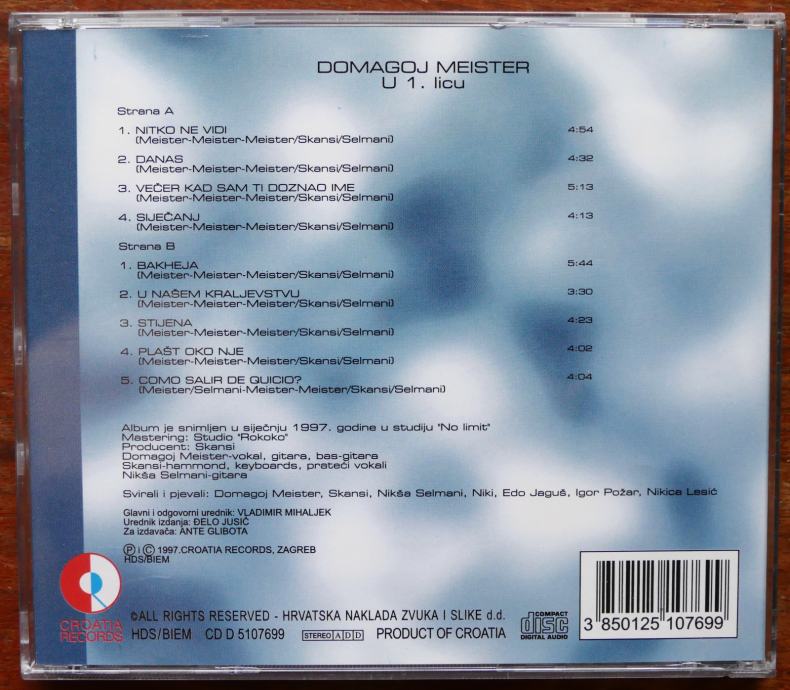 DOMAGOJ MEISTER
U 1. licu
Strana A
1. NITKO NE VIDI 4:54
(Meister-Meister-Meister/Skansi/Selmani)
2. DANAS 4:32
(Meister-Meister-Meister/Skansi/Selmani)
3. VEČER KAD SAM TI DOZNAO IME 5:13
(Meister-Meister-Meister/Skansi/Selmani)
4. SIJEČANJ 4:13
(Meister-Meister-Meister/Skansi/Selmani)
Strana B
1. BAKHEJA 5:44
(Meister-Meister-Meister/Skansi/Selmani)
2. U NAŠEM KRALJEVSTVU 3:30
(Meister-Meister-Meister/Skansi/Selmani)
3. STIJENA 4:23
(Meister-Meister-Meister/Skansi/Selmani)
4. PLAŠT OKO NJE 4:02
(Meister-Meister-Meister/Skansi/Selmani)
5. COMO SALIR DE QUICIO? 4:04
(Meister/Selmani-Meister-Meister/Skansi/Selmani)
Album je snimljen u siječnju 1997. godine u studiju "No limit"
Mastering: Studio "Rokoko"
Producent: Skansi
Domagoj Meister-vokal, gitara, bas-gitara
Skansi-hammond, keyboards, prateći vokali
Nikša Selmani-gitara
Svirali i pjevali: Domagoj Meister, Skansi, Nikša Selmani, Niki, Edo Jaguš, Igor Požar, Nikica Lesić
Glavni i odgovorni urednik: VLADIMIR MIHALJEK
Urednik izdanja: ĐELO JUSIĆ
Za izdavača: ANTE GLIBOTA
Ⓟ i Ⓒ 1997.CROATIA RECORDS, ZAGREB
HDS/BIEM
CROATIA
RECORDS
©ALL RIGHTS RESERVED - HRVATSKA NAKLADA ZVUKA I SLIKE d.d.
HDS/BIEM CD D 5107699 STEREO ADD PRODUCT OF CROATIA
COMPACT
disc
DIGITAL AUDIO
3 850125 107699